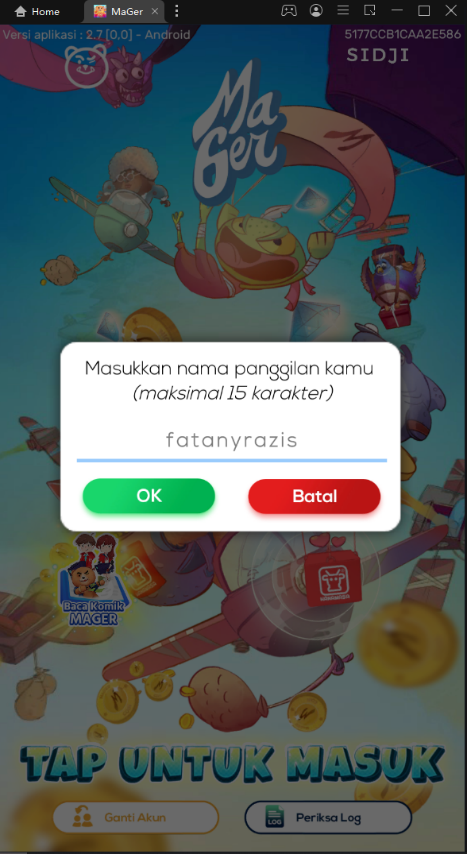 Home
MaGer
Versi aplikasi : 2.7 [0,0] - Android
5177CCB1CAA2E586
SIDJI
Ma
Ger
Masukkan nama panggilan kamu
(maksimal 15 karakter)
fatanyrazis
OK
Batal
Baca Komik
MAGER
TAP UNTUK MASUK
Ganti Akun
LOG
Periksa Log